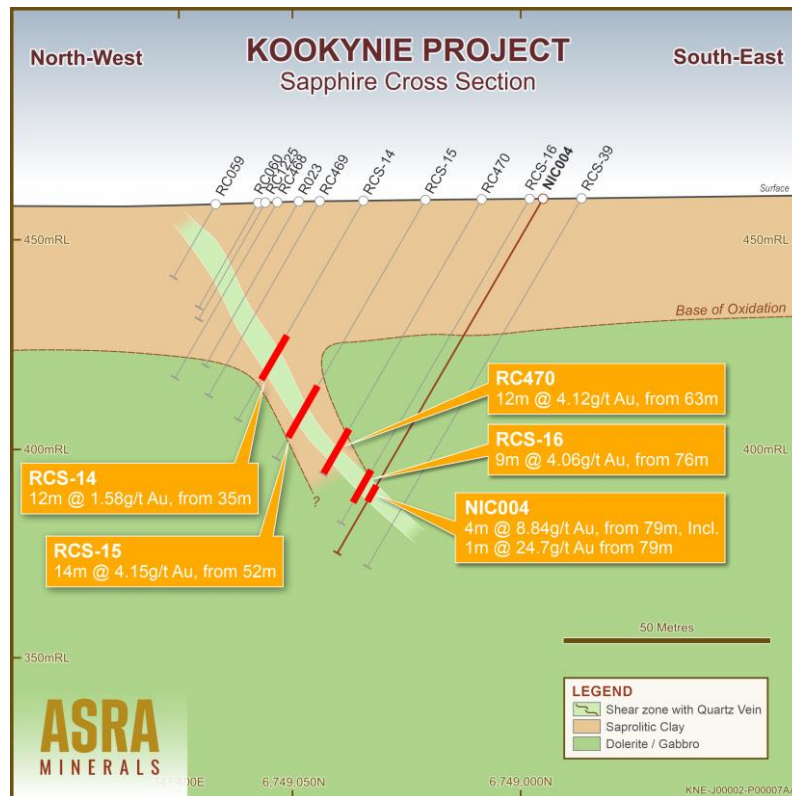 North-West
KOOKYNIE PROJECT
South-East
Sapphire Cross Section
RC059
RC060
RC1225
RC468
R023
RC469
RCS-14
RCS-15
RC470
RCS-16
NIC004
RCS-39
Surface
450mRL
450mRL
Base of Oxidation
RC470
12m @ 4.12g/t Au, from 63m
400mRL
400mRL
RCS-16
9m @ 4.06g/t Au, from 76m
RCS-14
12m @ 1.58g/t Au, from 35m
?
NIC004
4m @ 8.84g/t Au, from 79m, Incl.
1m @ 24.7g/t Au from 79m
RCS-15
14m @ 4.15g/t Au, from 52m
50 Metres
350mRL
LEGEND
Shear zone with Quartz Vein
Saprolitic Clay
Dolerite / Gabbro
ASRA
MINERALS
6,749,050N
6,749,000N